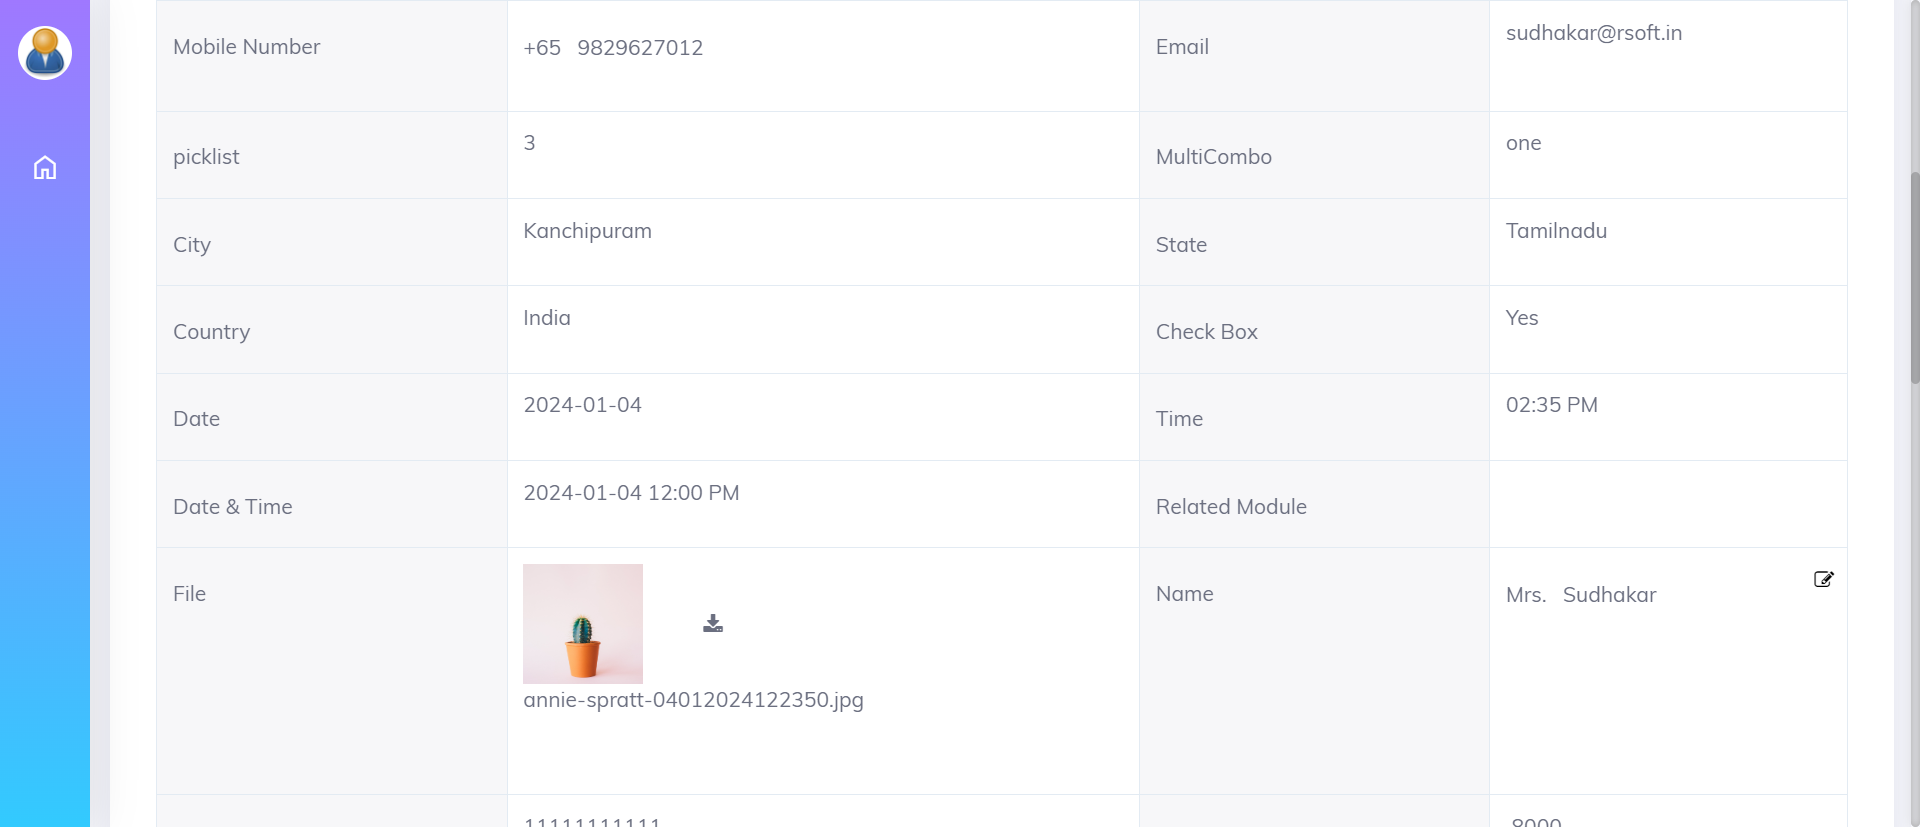 Mobile Number +65 9829627012 Email sudhakar@rsoft.in
picklist 3 MultiCombo one
City Kanchipuram State Tamilnadu
Country India Check Box Yes
Date 2024-01-04 Time 02:35 PM
Date & Time 2024-01-04 12:00 PM Related Module
File Name Mrs. Sudhakar
annie-spratt-04012024122350.jpg
11111111111 8000